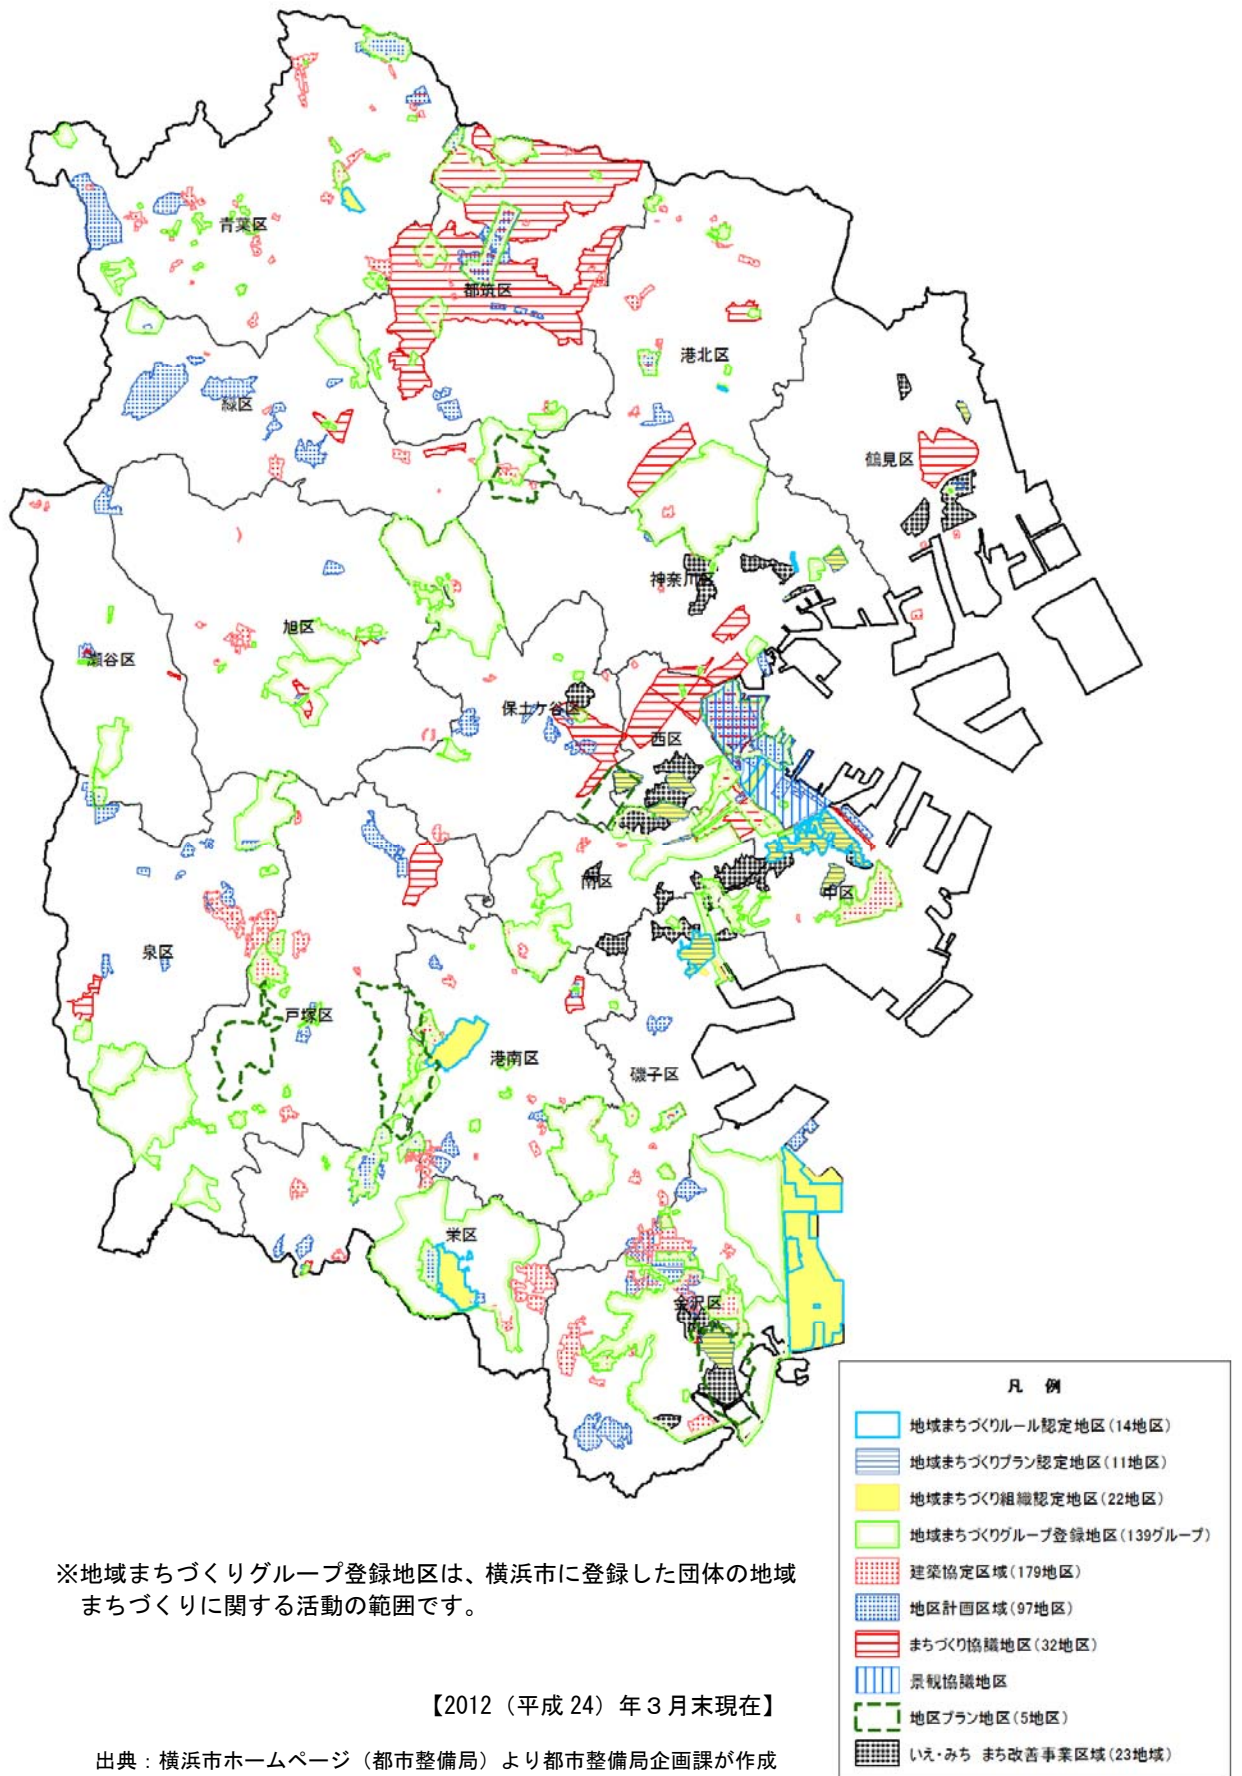 青葉区
都筑区
港北区
緑区
鶴見区
神奈川区
旭区
瀬谷区
保土ケ谷区
西区
南区
中区
泉区
戸塚区
港南区
磯子区
栄区
金沢区
凡 例
地域まちづくりルール認定地区(14地区)
地域まちづくりプラン認定地区(11地区)
地域まちづくり組織認定地区(22地区)
地域まちづくりグループ登録地区(139グループ)
建築協定区域(179地区)
地区計画区域(97地区)
まちづくり協議地区(32地区)
景観協議地区
地区プラン地区(5地区)
いえ・みち まち改善事業区域(23地域)
※地域まちづくりグループ登録地区は、横浜市に登録した団体の地域
まちづくりに関する活動の範囲です。
【2012(平成 24)年3月末現在】
出典:横浜市ホームページ(都市整備局)より都市整備局企画課が作成